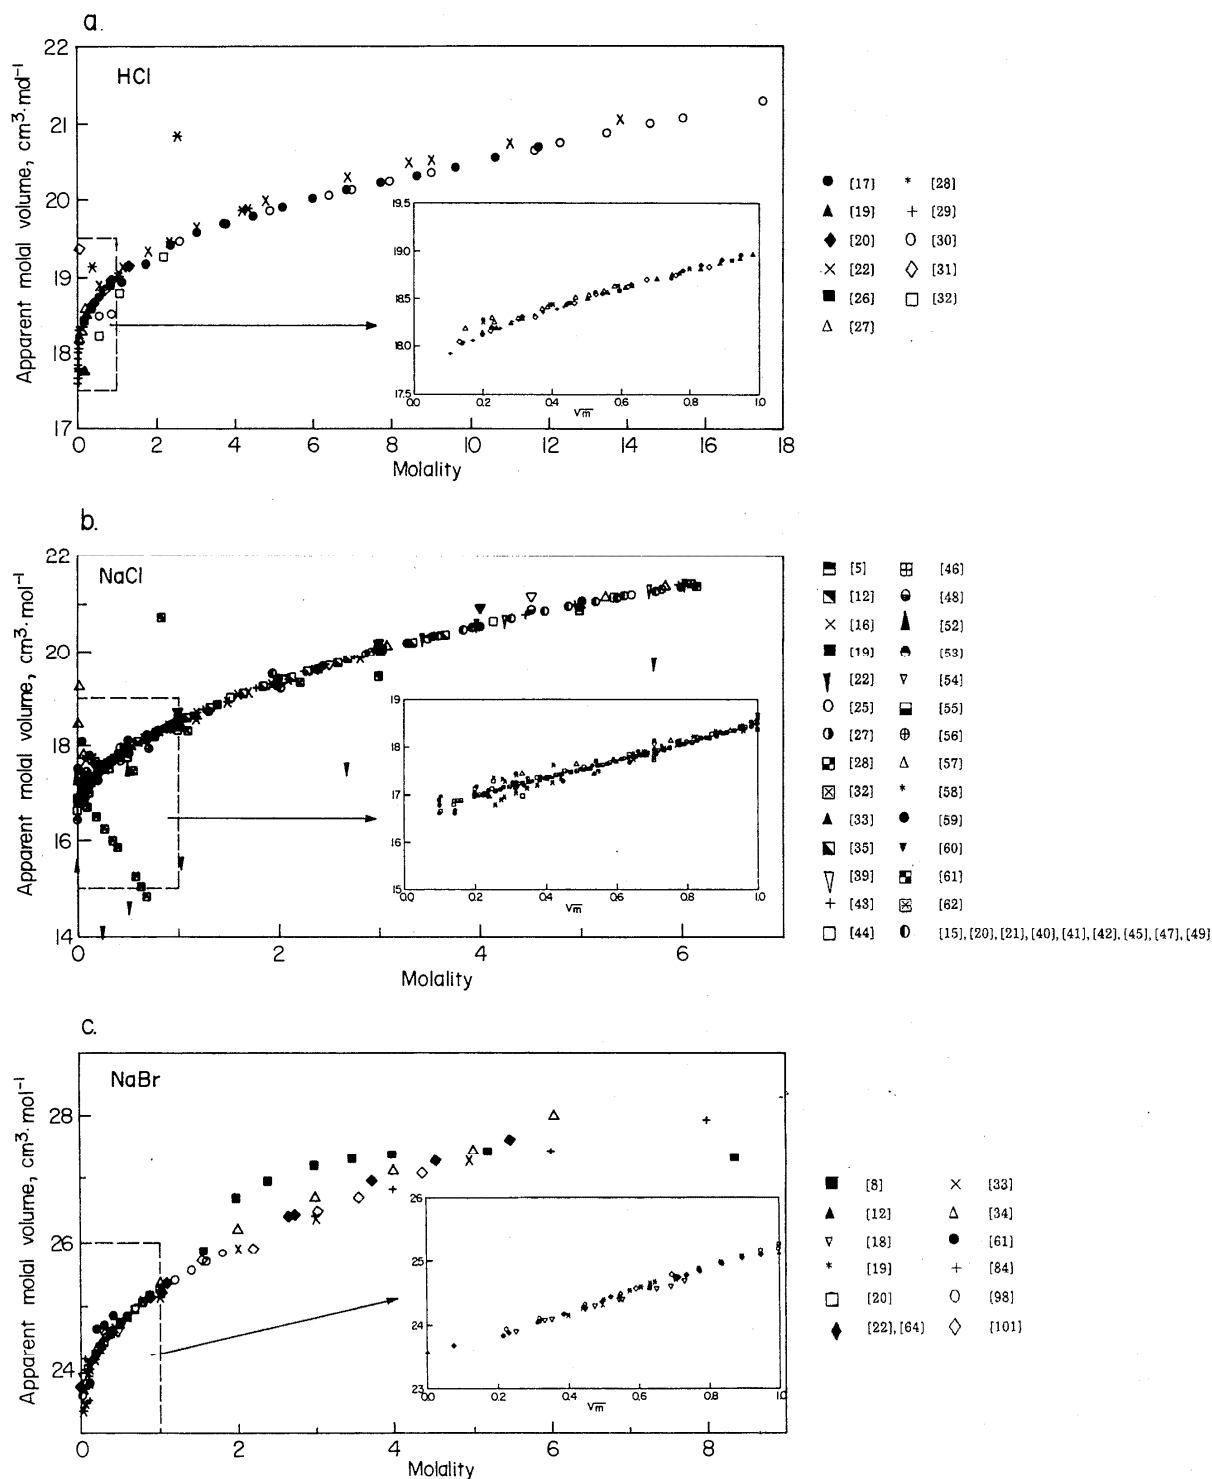 a.
HCl
Apparent molal volume, cm³·mol⁻¹
22
21
20
19
18
17
0 2 4 6 8 10 12 14 16 18
Molality
19.5
19.0
18.5
18.0
17.5
0.0 0.2 0.4 0.6 0.8 1.0
√m
[17] [28]
[19] [29]
[20] [30]
[22] [31]
[26] [32]
[27]
b.
NaCl
Apparent molal volume, cm³·mol⁻¹
22
20
18
16
14
0 2 4 6
Molality
19
18
17
16
15
0.0 0.2 0.4 0.6 0.8 1.0
√m
[5] [46]
[12] [48]
[16] [52]
[19] [53]
[22] [54]
[25] [55]
[27] [56]
[28] [57]
[32] [58]
[33] [59]
[35] [60]
[39] [61]
[43] [62]
[44] [15], [20], [21], [40], [41], [42]. [45], [47], [49]
c.
NaBr
Apparent molal volume, cm³·mol⁻¹
28
26
24
0 2 4 6 8
Molality
26
25
24
23
0.0 0.2 0.4 0.6 0.8 1.0
√m
[8] [33]
[12] [34]
[18] [61]
[19] [84]
[20] [98]
[22], [64] [101]